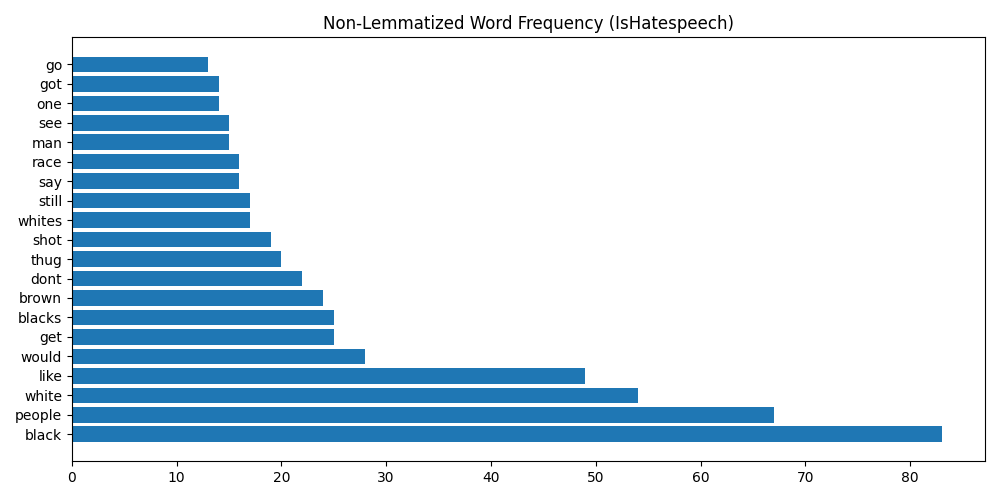 Non-Lemmatized Word Frequency (IsHatespeech)
go
got
one
see
man
race
say
still
whites
shot
thug
dont
brown
blacks
get
would
like
white
people
black
0 10 20 30 40 50 60 70 80